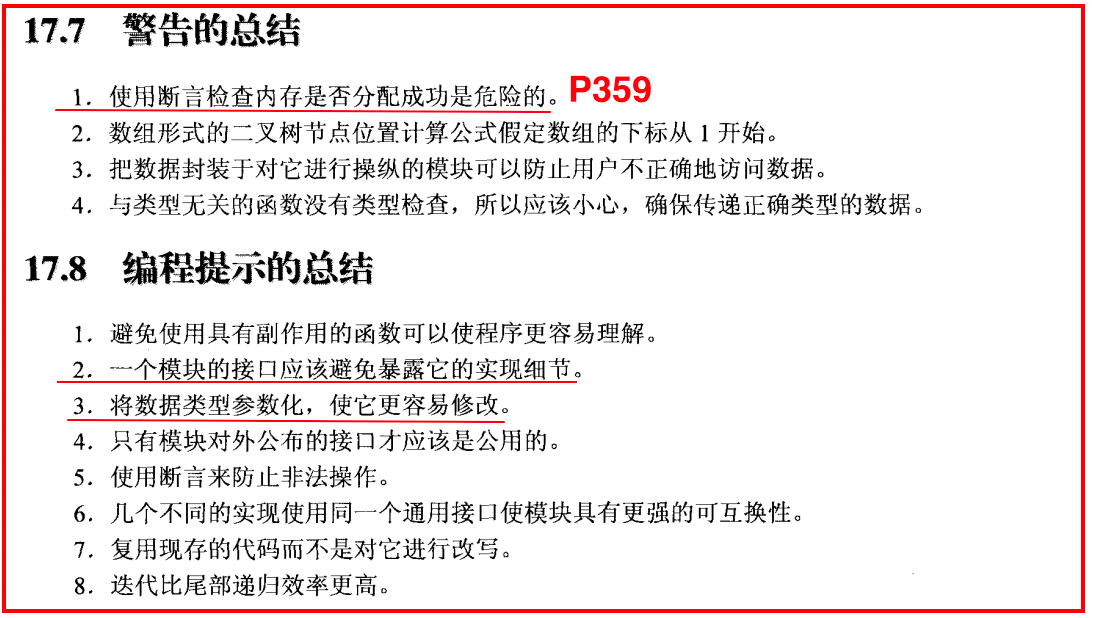 17.7 警告的总结
1．使用断言检查内存是否分配成功是危险的。P359
2．数组形式的二叉树节点位置计算公式假定数组的下标从 1 开始。
3．把数据封装于对它进行操纵的模块可以防止用户不正确地访问数据。
4．与类型无关的函数没有类型检查，所以应该小心，确保传递正确类型的数据。
17.8 编程提示的总结
1．避免使用具有副作用的函数可以使程序更容易理解。
2．一个模块的接口应该避免暴露它的实现细节。
3．将数据类型参数化，使它更容易修改。
4．只有模块对外公布的接口才应该是公用的。
5．使用断言来防止非法操作。
6．几个不同的实现使用同一个通用接口使模块具有更强的可互换性。
7．复用现存的代码而不是对它进行改写。
8．迭代比尾部递归效率更高。